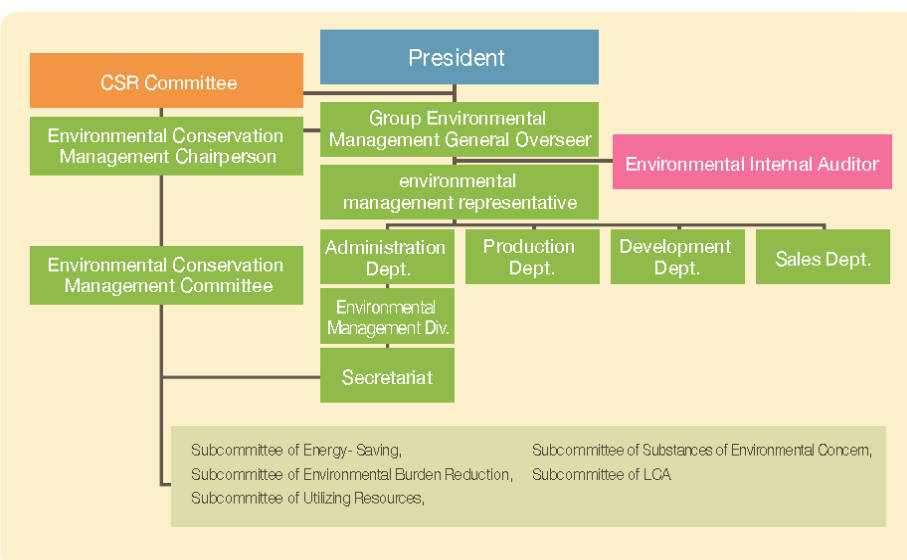 President
CSR Committee
Group Environmental
Management General Overseer
Environmental Conservation
Management Chairperson
Environmental Internal Auditor
environmental
management representative
Administration
Dept.
Production
Dept.
Development
Dept.
Sales Dept.
Environmental Conservation
Management Committee
Environmental
Management Div.
Secretariat
Subcommittee of Energy- Saving,
Subcommittee of Environmental Burden Reduction,
Subcommittee of Utilizing Resources,
Subcommittee of Substances of Environmental Concern,
Subcommittee of LCA